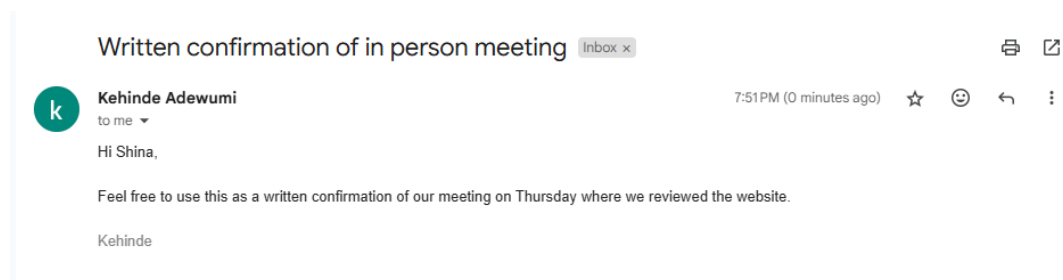 Written confirmation of in person meeting Inbox x
k
Kehinde Adewumi 7:51 PM (0 minutes ago)
to me
Hi Shina,
Feel free to use this as a written confirmation of our meeting on Thursday where we reviewed the website.
Kehinde